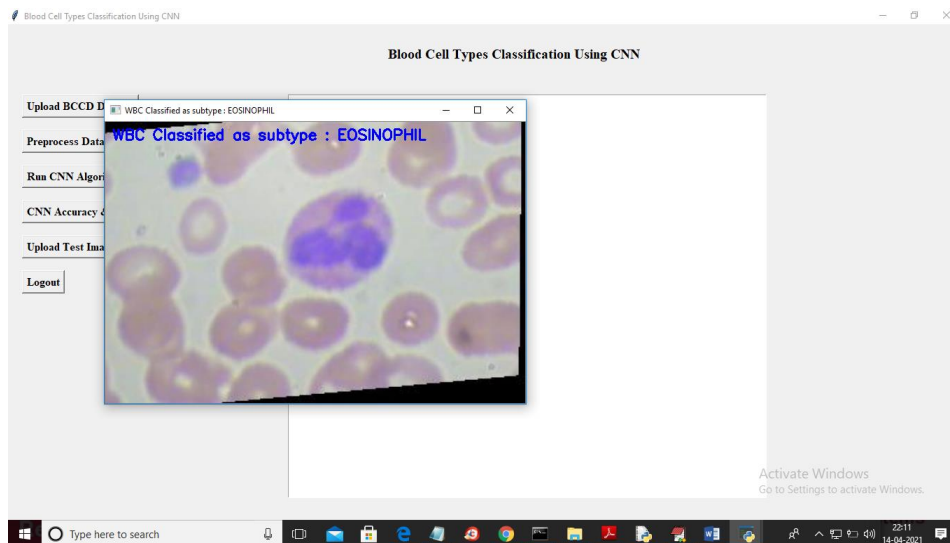 Blood Cell Types Classification Using CNN
Blood Cell Types Classification Using CNN
Upload BCCD D
WBC Classified as subtype : EOSINOPHIL
WBC Classified as subtype : EOSINOPHIL
Preprocess Data
Run CNN Algori
CNN Accuracy &
Upload Test Ima
Logout
Activate Windows
Go to Settings to activate Windows.
Type here to search
22:11
14-04-2021